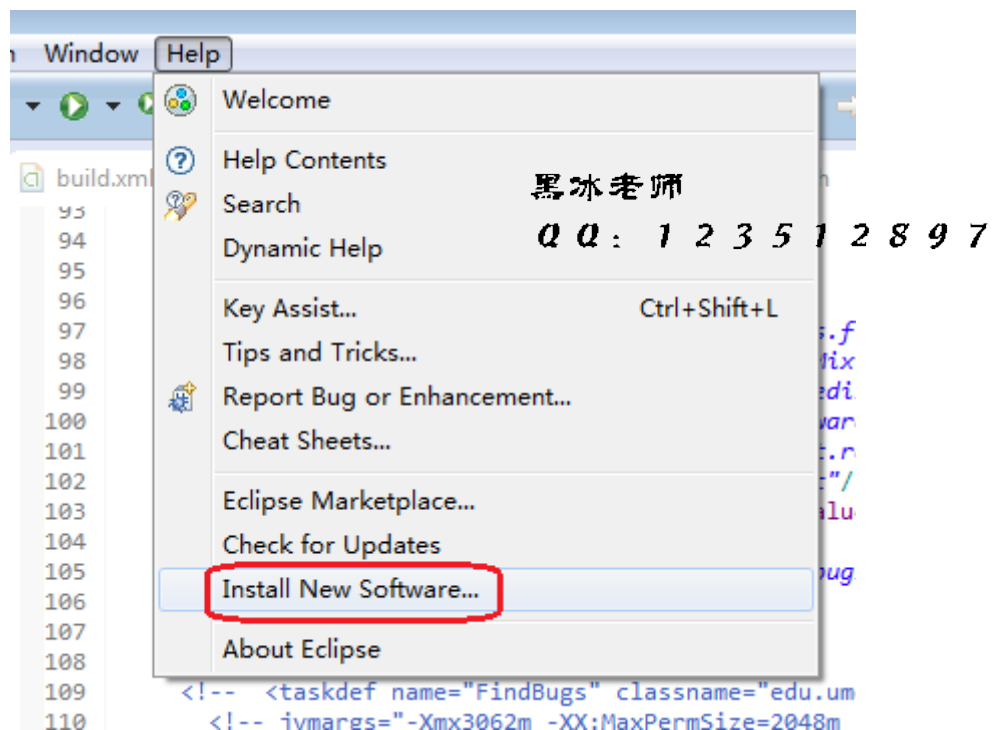 Window Help
Welcome
build.xml
Help Contents
Search
Dynamic Help
黑冰老师
QQ: 123512897
Key Assist... Ctrl+Shift+L
Tips and Tricks...
Report Bug or Enhancement...
Cheat Sheets...
Eclipse Marketplace...
Check for Updates
Install New Software...
About Eclipse
93
94
95
96
97
98
99
100
101
102
103
104
105
106
107
108
109 <!-- <taskdef name="FindBugs" classname="edu.um
110 <!-- jvmargs="-Xmx3062m -XX:MaxPermSize=2048m